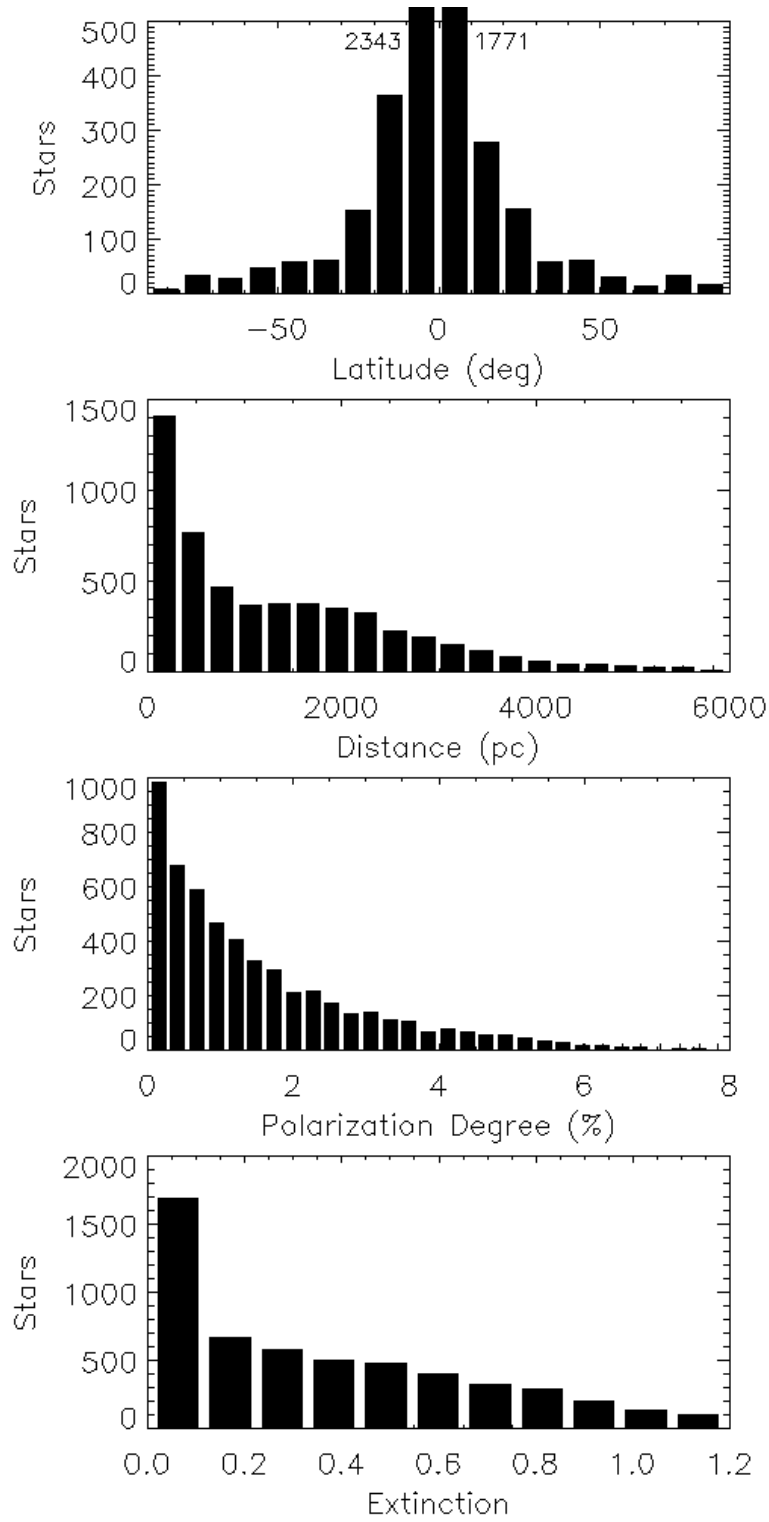 500
2343 1771
400
300
200
100
0
Stars
−50 0 50
Latitude (deg)
1500
1000
500
0
Stars
0 2000 4000 6000
Distance (pc)
1000
800
600
400
200
0
Stars
0 2 4 6 8
Polarization Degree (%)
2000
1500
1000
500
0
Stars
0.0 0.2 0.4 0.6 0.8 1.0 1.2
Extinction